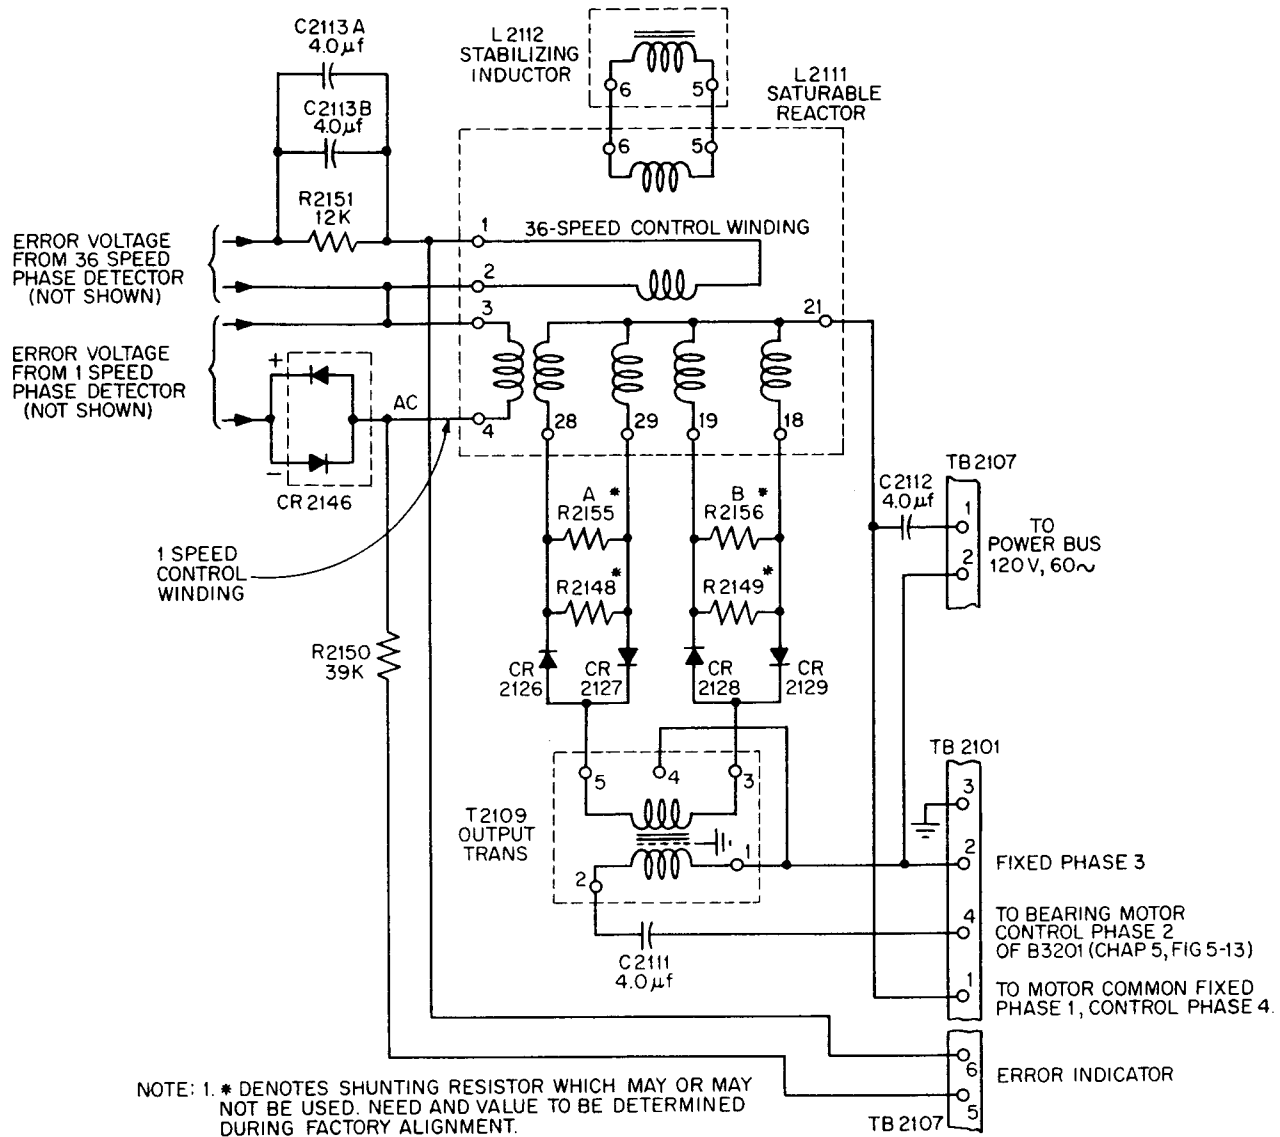 C2113A
4.0μf
C2113B
4.0μf
R2151
12K
L2112
STABILIZING
INDUCTOR
6
5
6
5
L2111
SATURABLE
REACTOR
ERROR VOLTAGE
FROM 36 SPEED
PHASE DETECTOR
(NOT SHOWN)
1
36-SPEED CONTROL WINDING
2
3
21
ERROR VOLTAGE
FROM 1 SPEED
PHASE DETECTOR
(NOT SHOWN)
+
−
CR2146
AC
4
28
29
19
18
1 SPEED
CONTROL
WINDING
A *
R2155
B *
R2156
*
R2148
*
R2149
R2150
39K
CR
2126
CR
2127
CR
2128
CR
2129
TB2107
C2112
4.0μf
1
2
TO
POWER BUS
120V, 60~
5
4
3
T2109
OUTPUT
TRANS
2
1
C2111
4.0μf
TB 2101
3
2
FIXED PHASE 3
4
TO BEARING MOTOR
CONTROL PHASE 2
OF B3201 (CHAP 5, FIG 5-13)
1
TO MOTOR COMMON FIXED
PHASE 1, CONTROL PHASE 4.
6
ERROR INDICATOR
5
TB2107
NOTE: 1. * DENOTES SHUNTING RESISTOR WHICH MAY OR MAY
NOT BE USED. NEED AND VALUE TO BE DETERMINED
DURING FACTORY ALIGNMENT.